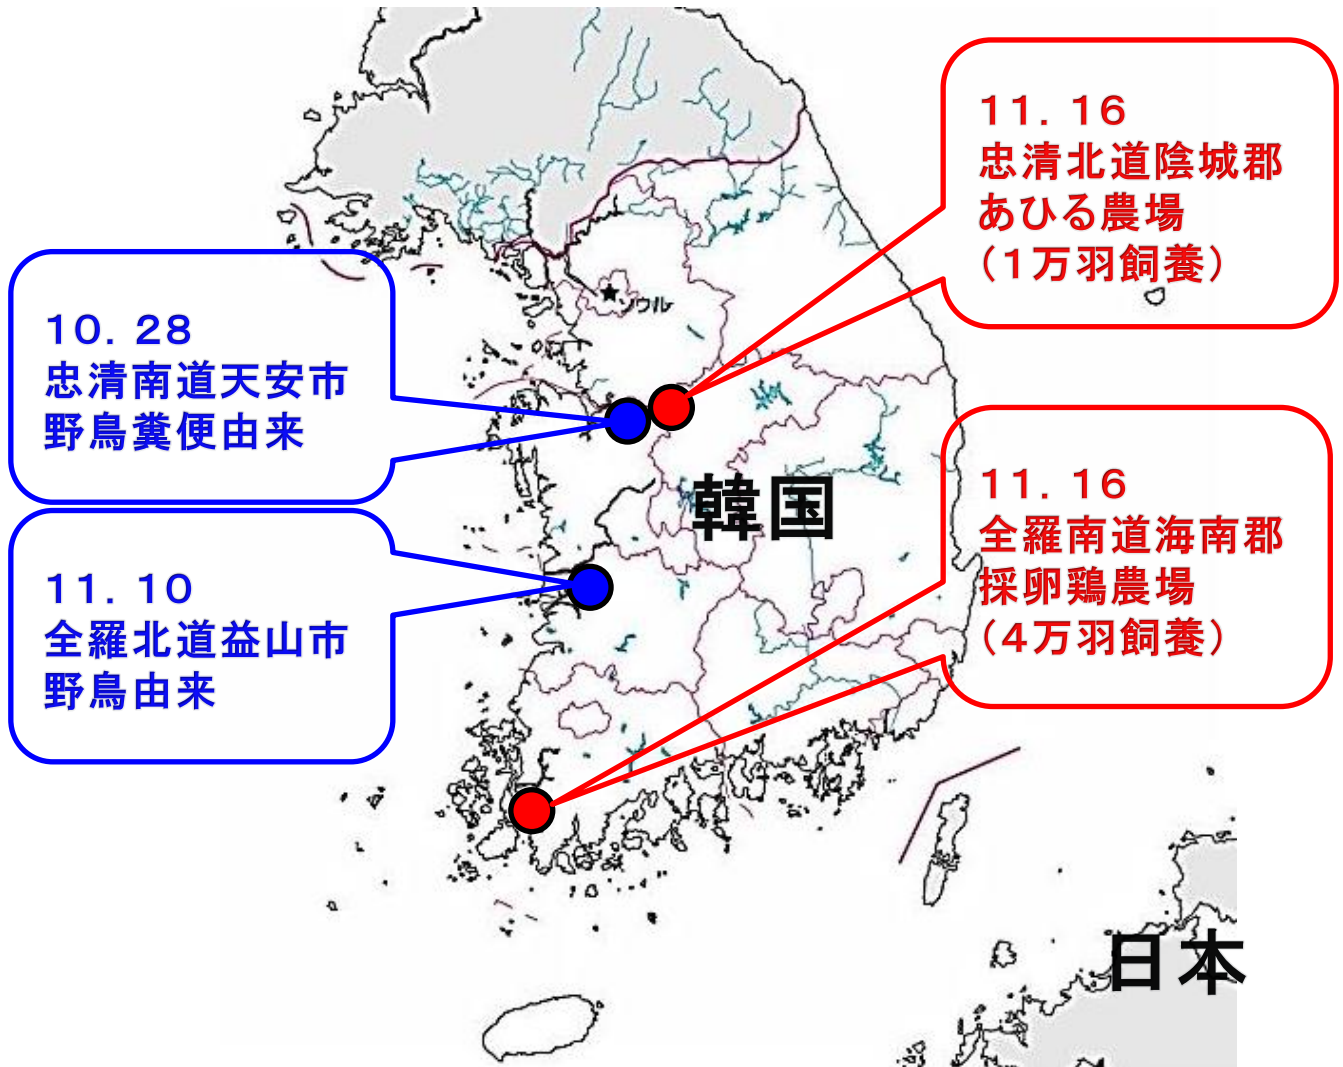 10．28
忠清南道天安市
野鳥糞便由来
11．10
全羅北道益山市
野鳥由来
11．16
忠清北道陰城郡
あひる農場
（1万羽飼養）
11．16
全羅南道海南郡
採卵鶏農場
（4万羽飼養）
ソウル
韓国
日本